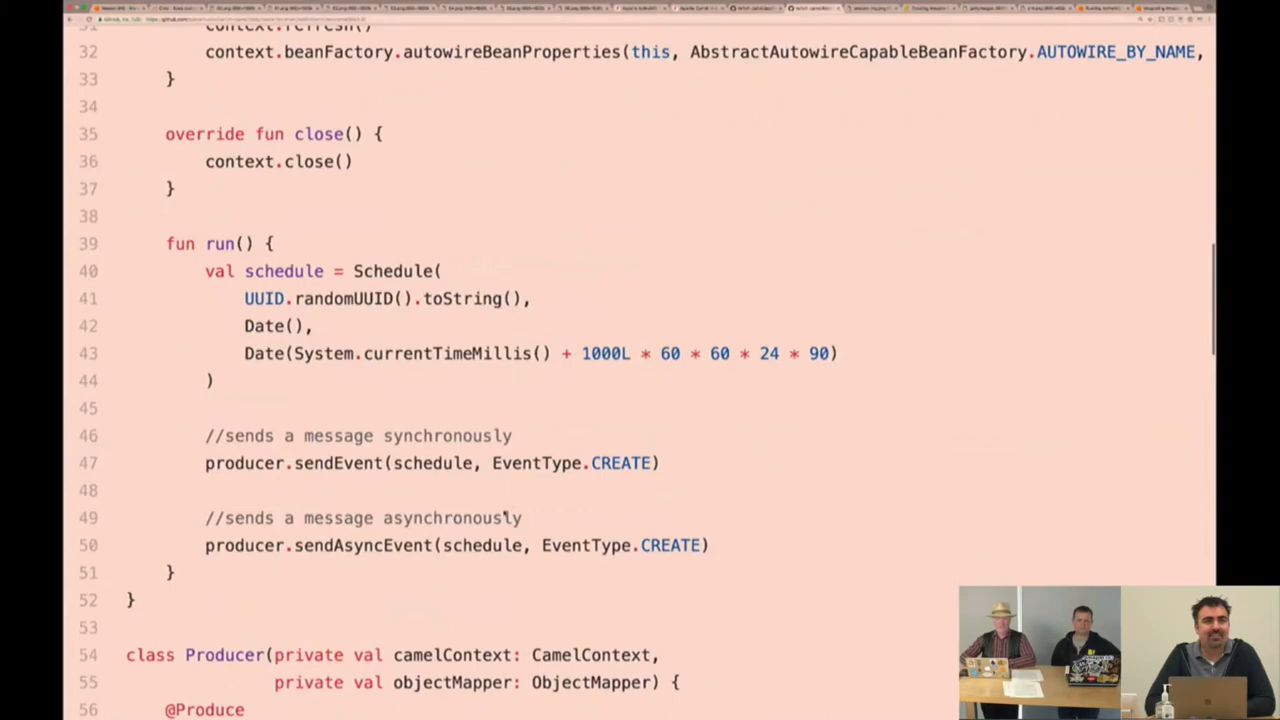 31 context.refresh()
32 context.beanFactory.autowireBeanProperties(this, AbstractAutowireCapableBeanFactory.AUTOWIRE_BY_NAME,
33 }
34
35 override fun close() {
36 context.close()
37 }
38
39 fun run() {
40 val schedule = Schedule(
41 UUID.randomUUID().toString(),
42 Date(),
43 Date(System.currentTimeMillis() + 1000L * 60 * 60 * 24 * 90)
44 )
45
46 //sends a message synchronously
47 producer.sendEvent(schedule, EventType.CREATE)
48
49 //sends a message asynchronously
50 producer.sendAsyncEvent(schedule, EventType.CREATE)
51 }
52 }
53
54 class Producer(private val camelContext: CamelContext,
55 private val objectMapper: ObjectMapper) {
56 @Produce